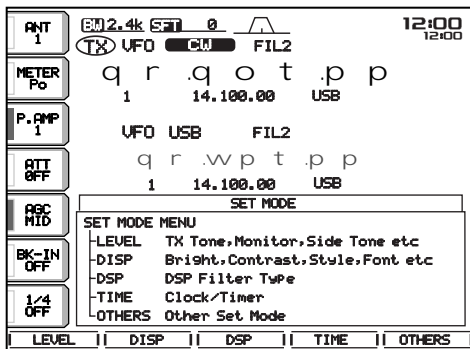 ANT 1
BW 2.4k SFT 0
12:00
12:00
TX VFO CW FIL2
METER Po
q r .q o t .p p
1 14.100.00 USB
P.AMP 1
VFO USB FIL2
ATT OFF
q r .w p t .p p
1 14.100.00 USB
AGC MID
SET MODE
SET MODE MENU
LEVEL TX Tone,Monitor,Side Tone etc
BK-IN OFF
DISP Bright,Contrast,Style,Font etc
DSP DSP Filter Type
1/4 OFF
TIME Clock/Timer
OTHERS Other Set Mode
LEVEL DISP DSP TIME OTHERS